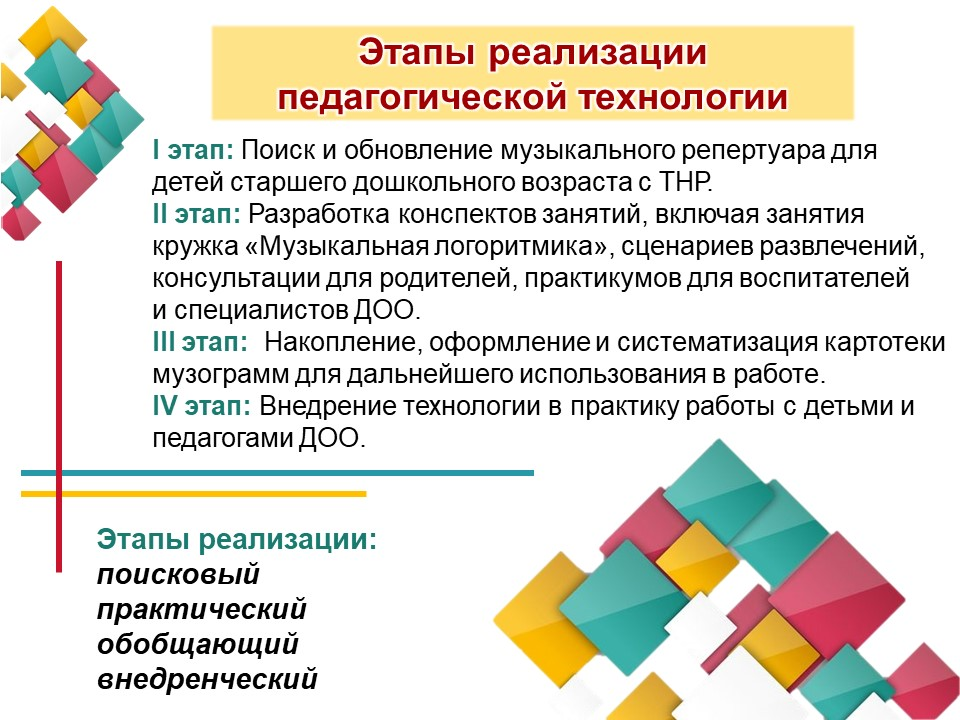 Этапы реализации
педагогической технологии
I этап: Поиск и обновление музыкального репертуара для
детей старшего дошкольного возраста с ТНР.
II этап: Разработка конспектов занятий, включая занятия
кружка «Музыкальная логоритмика», сценариев развлечений,
консультации для родителей, практикумов для воспитателей
и специалистов ДОО.
III этап: Накопление, оформление и систематизация картотеки
музограмм для дальнейшего использования в работе.
IV этап: Внедрение технологии в практику работы с детьми и
педагогами ДОО.
Этапы реализации:
поисковый
практический
обобщающий
внедренческий